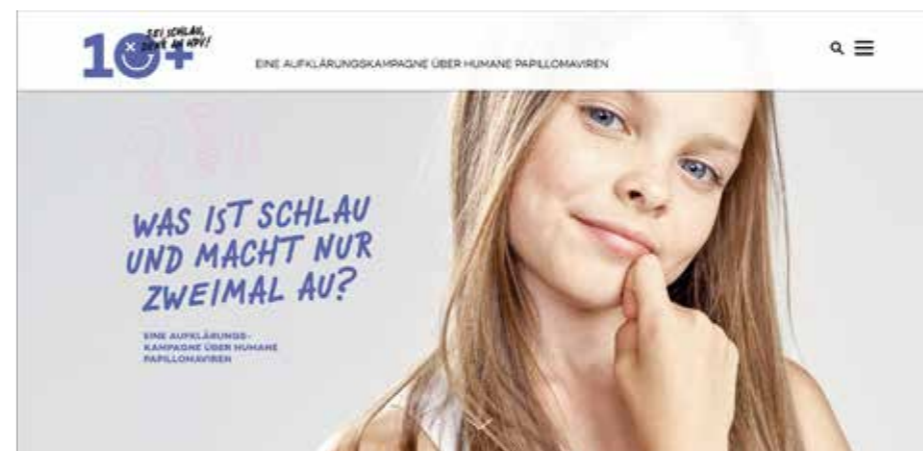 SEI SCHLAU,
DENK AN HPV!
10+
EINE AUFKLÄRUNGSKAMPAGNE ÜBER HUMANE PAPILLOMAVIREN
WAS IST SCHLAU
UND MACHT NUR
ZWEIMAL AU?
EINE AUFKLÄRUNGS-
KAMPAGNE ÜBER HUMANE
PAPILLOMAVIREN